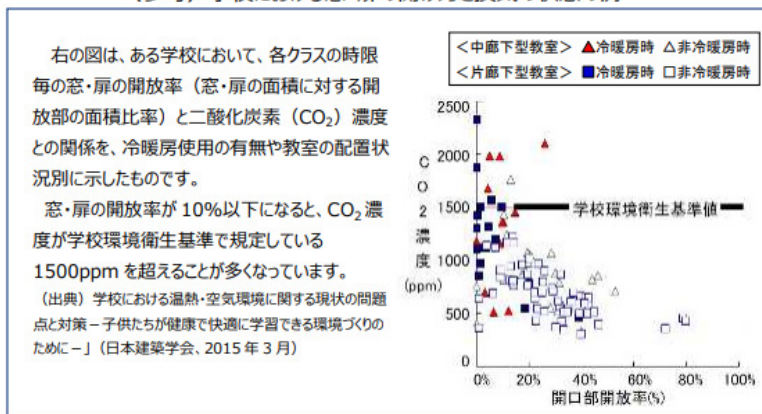 右の図は、ある学校において、各クラスの時限
毎の窓・扉の開放率（窓・扉の面積に対する開
放部の面積比率）と二酸化炭素（CO₂）濃度
との関係を、冷暖房使用の有無や教室の配置状
況別に示したものです。
窓・扉の開放率が 10%以下になると、CO₂ 濃
度が学校環境衛生基準で規定している
1500ppm を超えることが多くなっています。
（出典）学校における温熱・空気環境に関する現状の問題
点と対策－子供たちが健康で快適に学習できる環境づくりの
ために－」（日本建築学会、2015 年 3 月）
＜中廊下型教室＞ ▲冷暖房時 △非冷暖房時
＜片廊下型教室＞ ■冷暖房時 □非冷暖房時
CO2濃度
(ppm)
2500
2000
1500
1000
500
0
学校環境衛生基準値
0% 20% 40% 60% 80% 100%
開口部開放率(%)